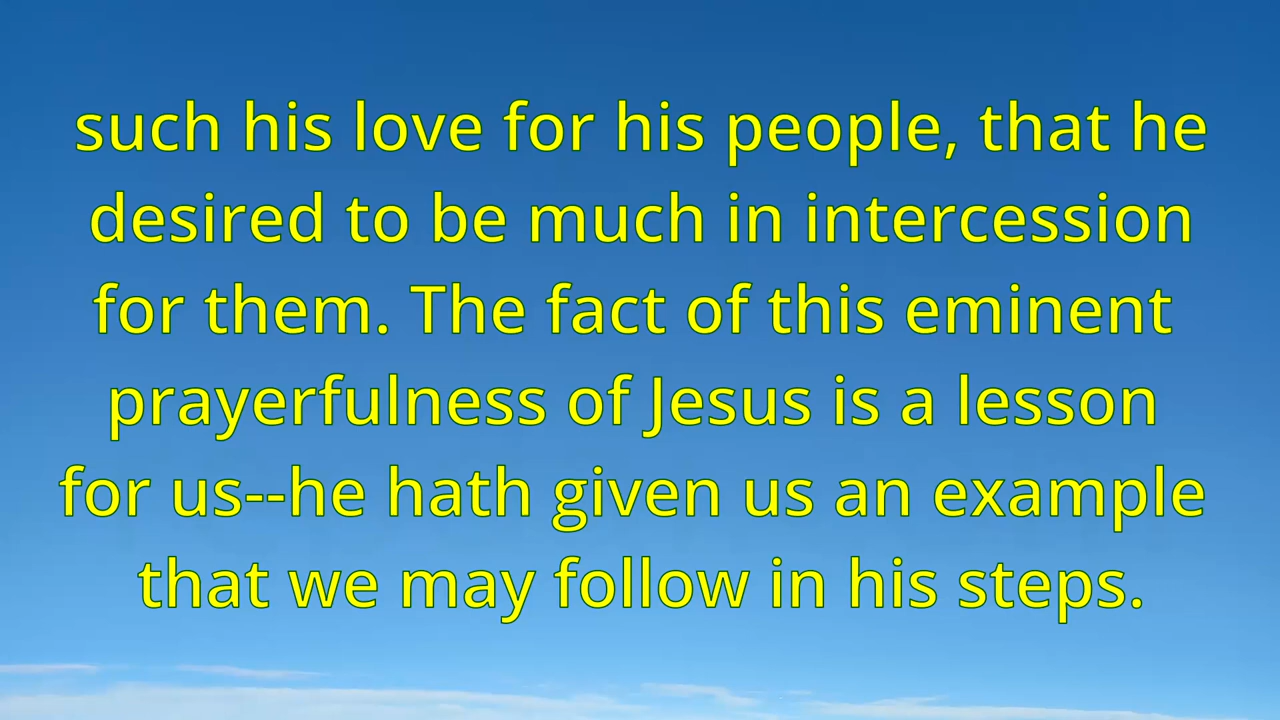 such his love for his people, that he
desired to be much in intercession
for them. The fact of this eminent
prayerfulness of Jesus is a lesson
for us--he hath given us an example
that we may follow in his steps.